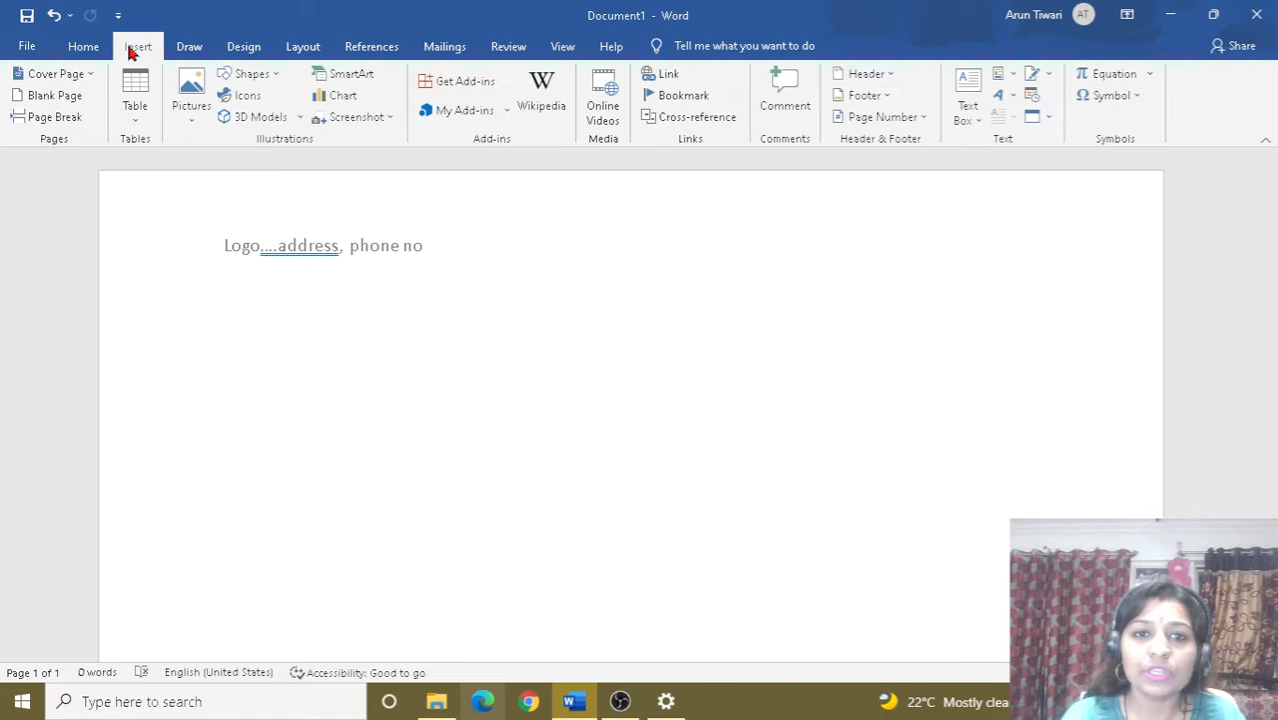 Document1 - Word
Arun Tiwari AT
File Home Insert Draw Design Layout References Mailings Review View Help Tell me what you want to do Share
Cover Page
Blank Page
Page Break
Pages
Table
Tables
Pictures
Shapes
Icons
3D Models
SmartArt
Chart
Screenshot
Illustrations
Get Add-ins
My Add-ins
W
Wikipedia
Add-ins
Online
Videos
Media
Link
Bookmark
Cross-reference
Links
Comment
Comments
Header
Footer
Page Number
Header & Footer
Text
Box
Text
π Equation
Ω Symbol
Symbols
Logo....address, phone no
Page 1 of 1 0 words English (United States) Accessibility: Good to go
Type here to search
22°C Mostly clea